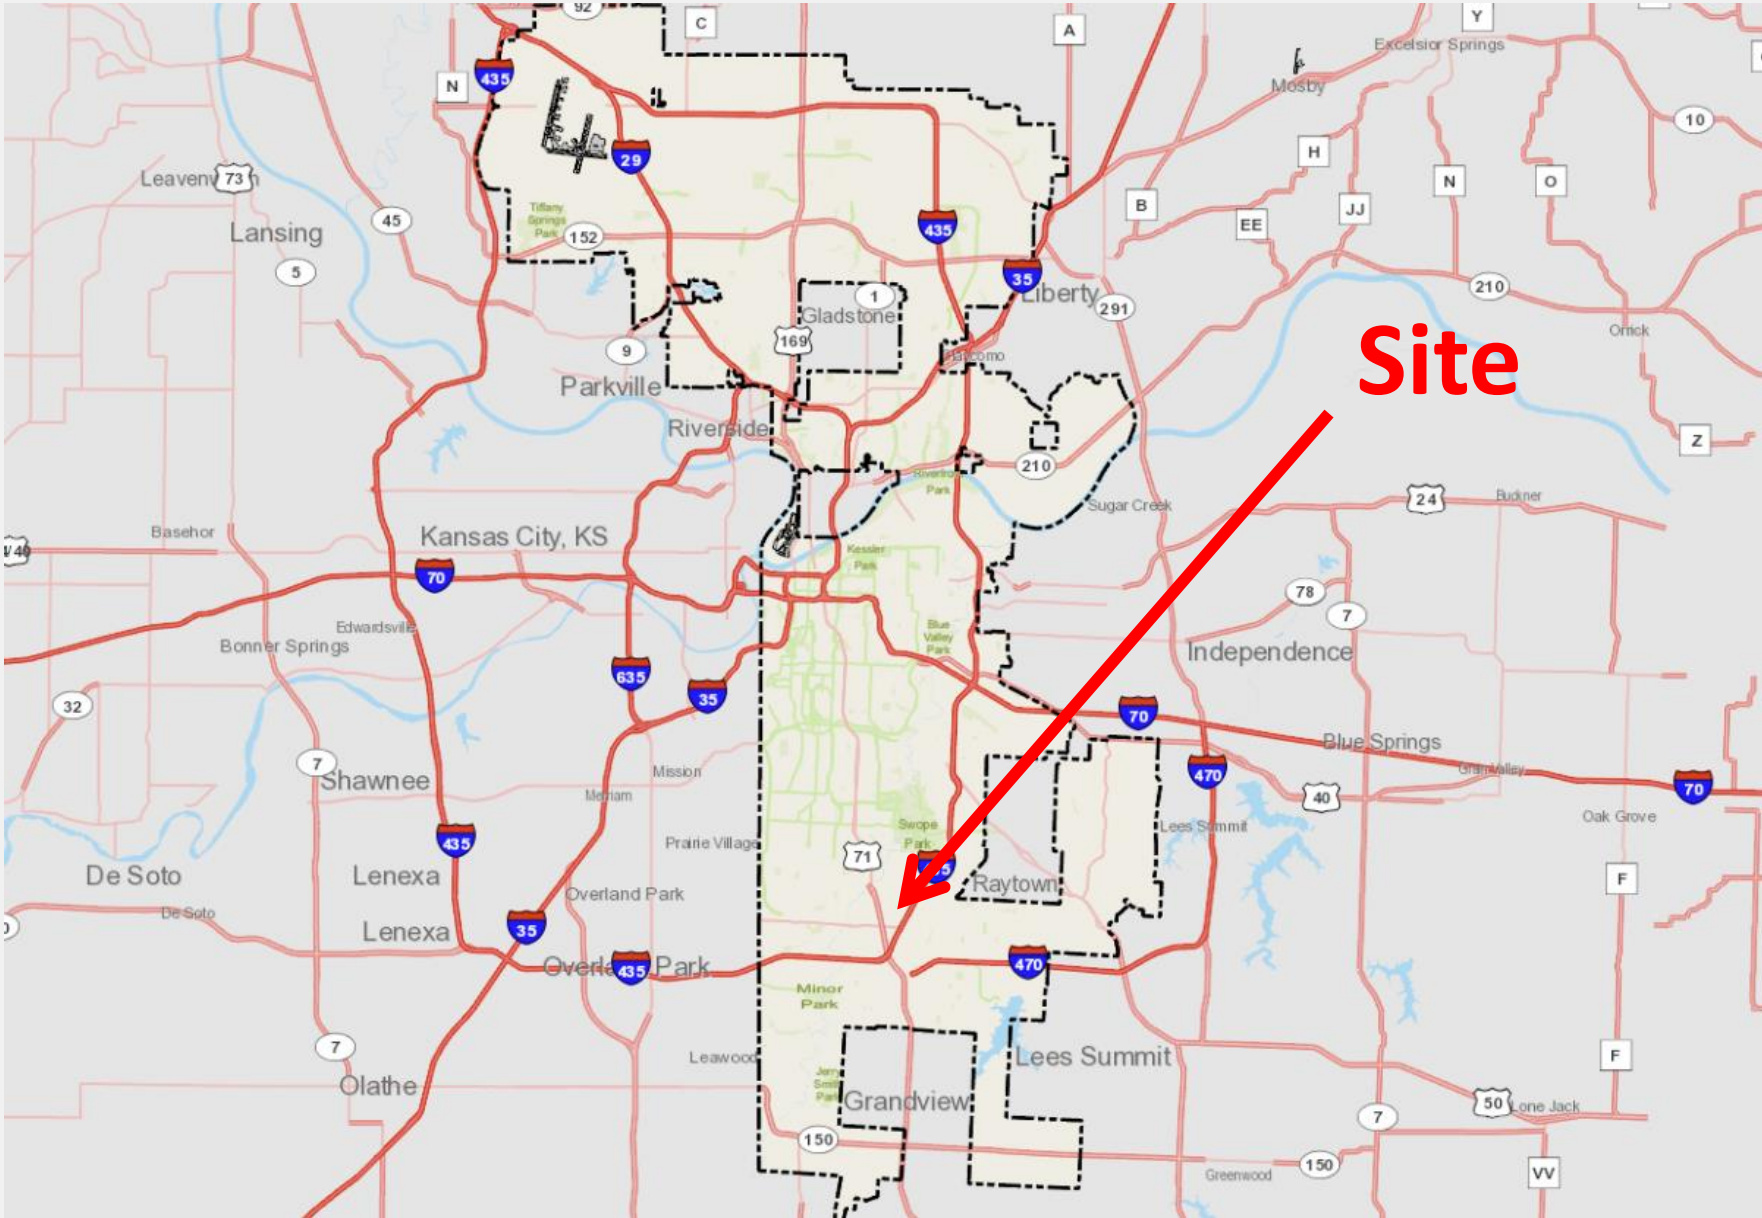 92
C
A
Y
Excelsior Springs
435
N
Mosby
10
29
H
Leavenw
73
N
O
Tiffany
Springs
Park
45
B
JJ
EE
152
435
Lansing
5
35
Liberty
210
1
291
Gladstone
169
Orrick
9
Site
Parkville
Riverside
Z
210
Riverfront
Park
24
Buckner
Sugar Creek
Basehor
Kansas City, KS
Kessler
Park
70
78
7
Edwardsville
Blue
Valley
Park
Bonner Springs
Independence
635
35
32
70
Blue Springs
7
Shawnee
Mission
470
Grain Valley
70
Merriam
40
Oak Grove
Swope
Park
Lees Summit
435
Prairie Village
71
De Soto
Lenexa
Overland Park
Raytown
F
De Soto
35
Lenexa
Overland Park
435
470
Minor
Park
7
Leawood
Lees Summit
F
Jerry
Smith
Park
Olathe
Grandview
50
Lone Jack
7
150
Greenwood
150
VV